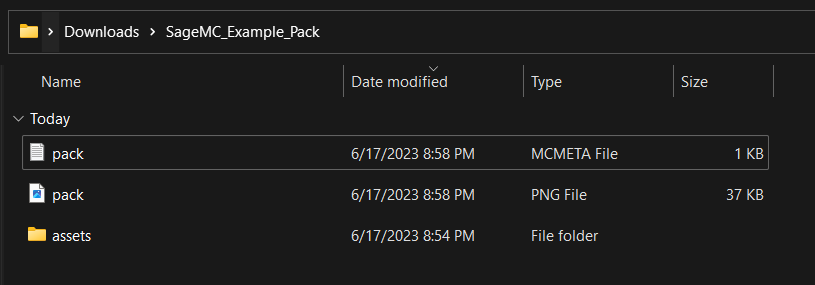 Downloads > SageMC_Example_Pack
Name Date modified Type Size
Today
pack 6/17/2023 8:58 PM MCMETA File 1 KB
pack 6/17/2023 8:58 PM PNG File 37 KB
assets 6/17/2023 8:54 PM File folder